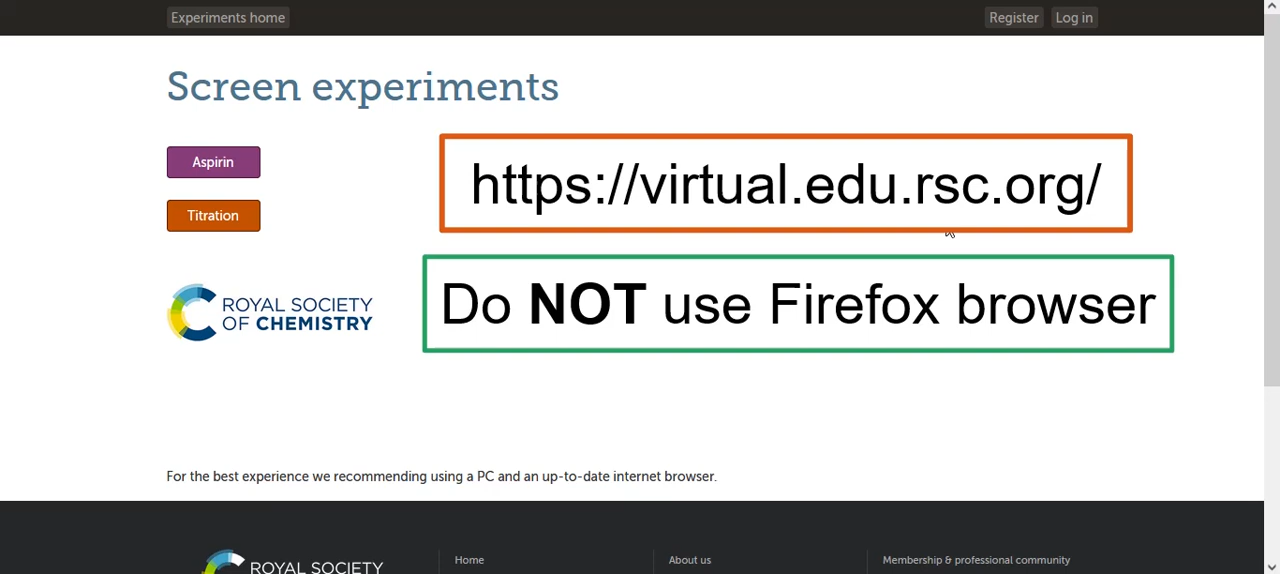 Experiments home
Register
Log in
Screen experiments
Aspirin
https://virtual.edu.rsc.org/
Titration
ROYAL SOCIETY
OF CHEMISTRY
Do NOT use Firefox browser
For the best experience we recommending using a PC and an up-to-date internet browser.
ROYAL SOCIETY
Home
About us
Membership & professional community